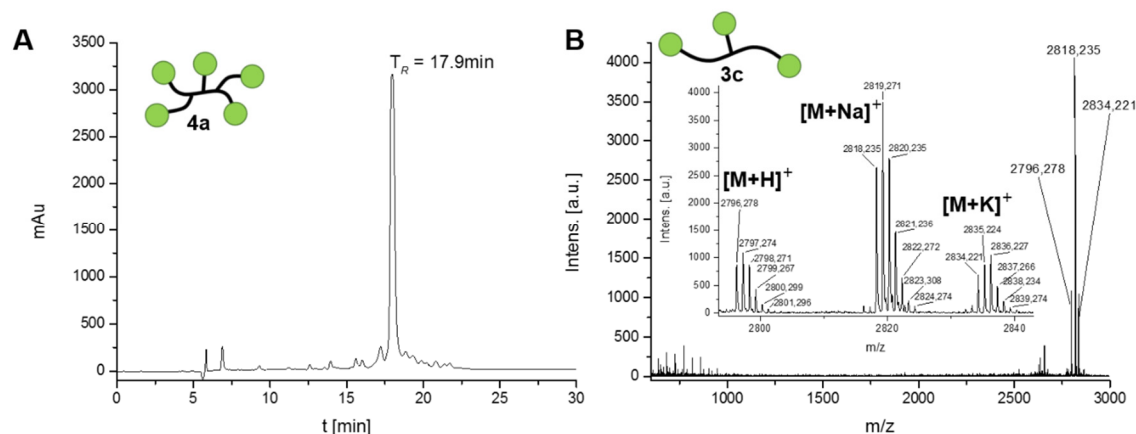 A
4a
T_R = 17.9min
3500
3000
2500
2000
1500
1000
500
0
mAu
0 5 10 15 20 25 30
t [min]
B
3c
2818,235
2834,221
2796,278
4000
3500
3000
2500
2000
1500
1000
500
0
Intens. [a.u.]
1000 1500 2000 2500 3000
m/z
[M+H]⁺
[M+Na]⁺
[M+K]⁺
4000
3500
3000
2500
2000
1500
1000
500
0
Intens. [a.u.]
2796,278
2797,274
2798,271
2799,267
2800,299
2801,296
2819,271
2818,235
2820,235
2821,236
2822,272
2823,308
2824,274
2835,224
2834,221
2836,227
2837,266
2838,234
2839,274
2800 2820 2840
m/z